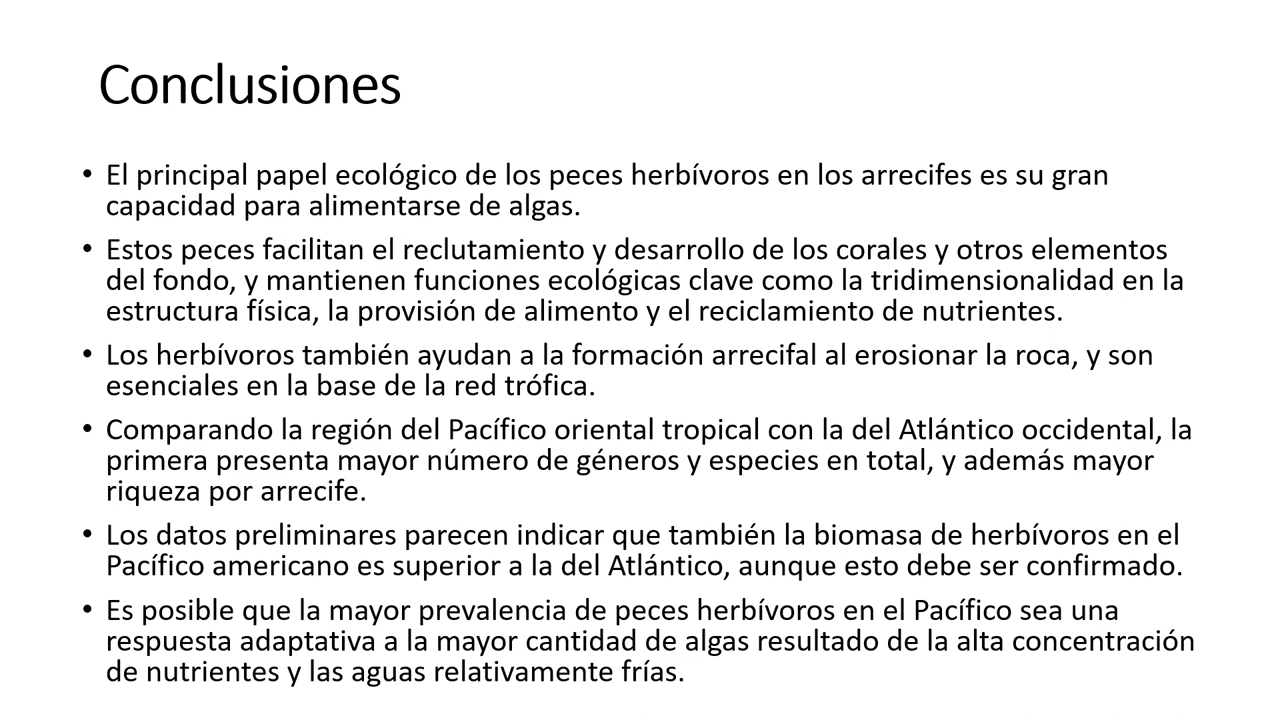 Conclusiones
• El principal papel ecológico de los peces herbívoros en los arrecifes es su gran
capacidad para alimentarse de algas.
• Estos peces facilitan el reclutamiento y desarrollo de los corales y otros elementos
del fondo, y mantienen funciones ecológicas clave como la tridimensionalidad en la
estructura física, la provisión de alimento y el reciclamiento de nutrientes.
• Los herbívoros también ayudan a la formación arrecifal al erosionar la roca, y son
esenciales en la base de la red trófica.
• Comparando la región del Pacífico oriental tropical con la del Atlántico occidental, la
primera presenta mayor número de géneros y especies en total, y además mayor
riqueza por arrecife.
• Los datos preliminares parecen indicar que también la biomasa de herbívoros en el
Pacífico americano es superior a la del Atlántico, aunque esto debe ser confirmado.
• Es posible que la mayor prevalencia de peces herbívoros en el Pacífico sea una
respuesta adaptativa a la mayor cantidad de algas resultado de la alta concentración
de nutrientes y las aguas relativamente frías.